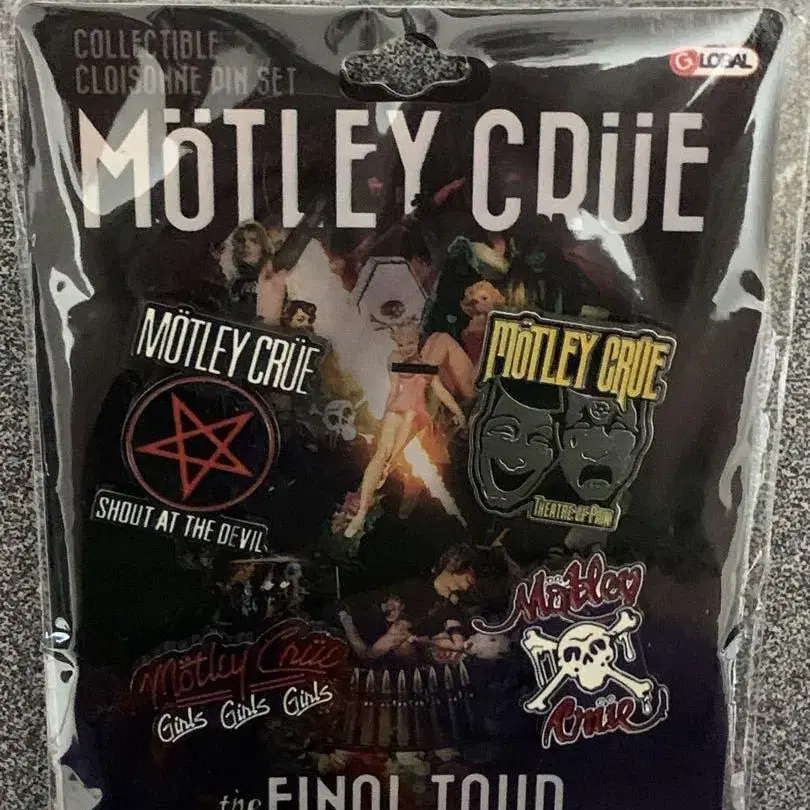 COLLECTIBLE
CLOISONNE PIN SET
GLOBAL
MÖTLEY CRÜE
MÖTLEY CRÜE
SHOUT AT THE DEVIL
MÖTLEY CRÜE
THEATRE OF PAIN
Mötley Crüe
Girls Girls Girls
Mötley
Crüe
the FINAL TOUR